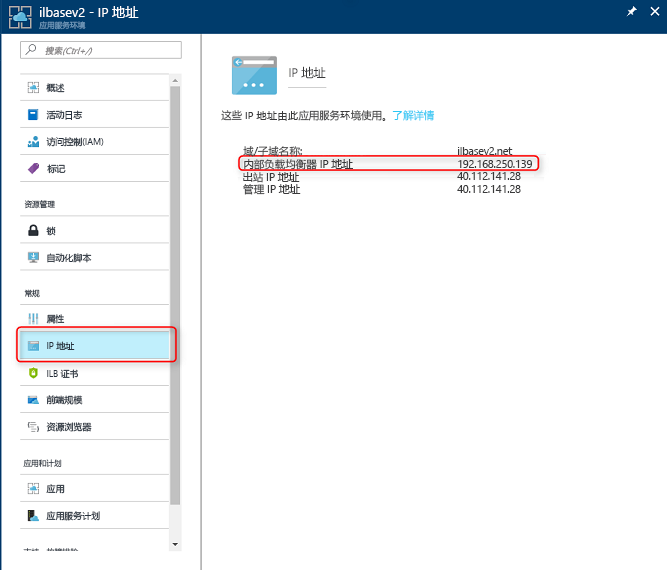 ilbasev2 - IP 地址
应用服务环境
搜索(Ctrl+/)
概述
活动日志
访问控制(IAM)
标记
资源管理
锁
自动化脚本
常规
属性
IP 地址
ILB 证书
前端规模
资源浏览器
应用和计划
应用
应用服务计划
IP 地址
这些 IP 地址由此应用服务环境使用。了解详情
域/子域名称: ilbasev2.net
内部负载均衡器 IP 地址 192.168.250.139
出站 IP 地址 40.112.141.28
管理 IP 地址 40.112.141.28